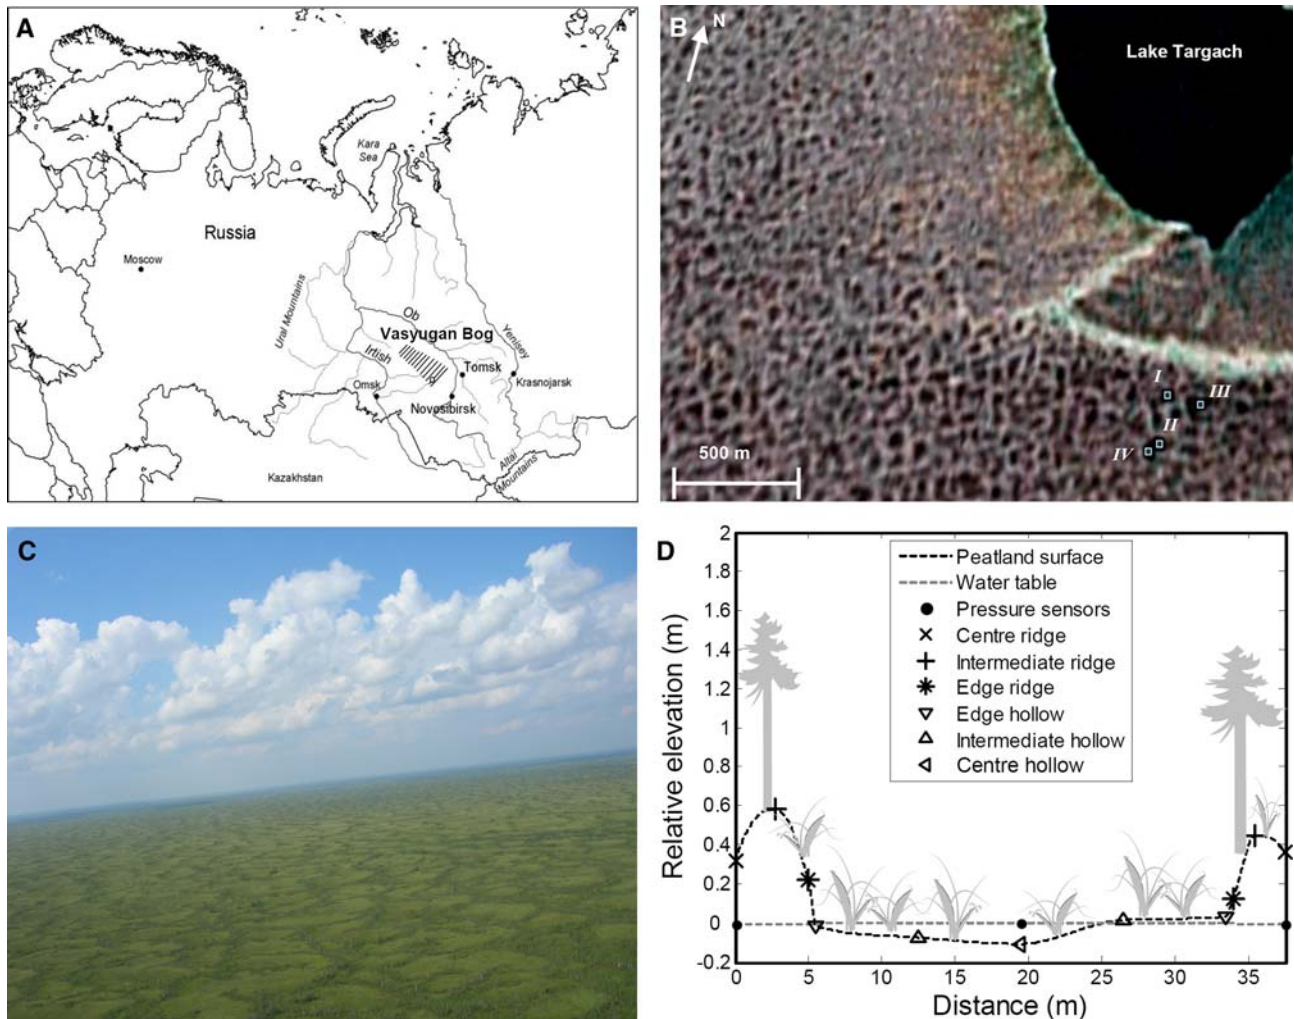 A
Kara
Sea
Russia
Moscow
Ural Mountains
Ob
Vasyugan Bog
Yenisey
Irtish
Tomsk
Omsk
Krasnojarsk
Novosibirsk
Altai
Mountains
Kazakhstan
B
N
Lake Targach
I
III
II
IV
500 m
C
D
Peatland surface
Water table
Pressure sensors
Centre ridge
Intermediate ridge
Edge ridge
Edge hollow
Intermediate hollow
Centre hollow
Relative elevation (m)
2
1.8
1.6
1.4
1.2
1
0.8
0.6
0.4
0.2
0
-0.2
0 5 10 15 20 25 30 35
Distance (m)